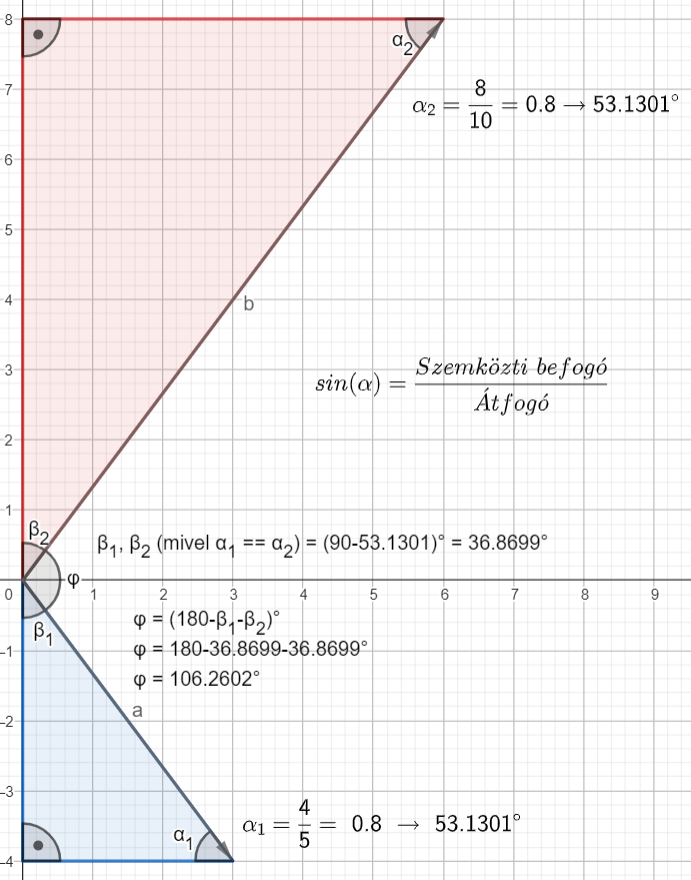 8
α₂
7
α₂ = 8/10 = 0.8 → 53.1301°
6
5
4
b
3
sin(α) = Szemközti befogó / Átfogó
2
1
β₂
β₁, β₂ (mivel α₁ == α₂) = (90-53.1301)° = 36.8699°
φ
0 1 2 3 4 5 6 7 8 9
φ = (180-β₁-β₂)°
β₁
-1
φ = 180-36.8699-36.8699°
φ = 106.2602°
a
-2
-3
α₁
α₁ = 4/5 = 0.8 → 53.1301°
-4